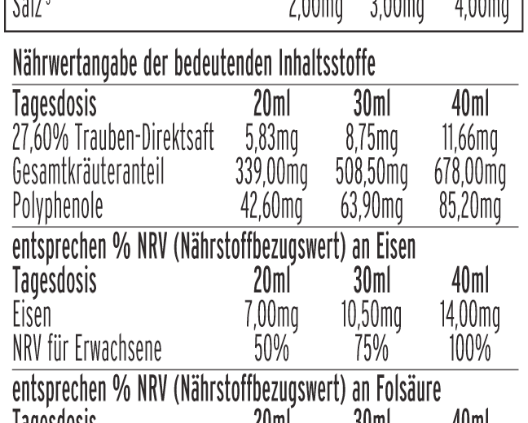 Salz 2,00mg 3,00mg 4,00mg
Nährwertangabe der bedeutenden Inhaltsstoffe
Tagesdosis 20ml 30ml 40ml
27,60% Trauben-Direktsaft 5,83mg 8,75mg 11,66mg
Gesamtkräuteranteil 339,00mg 508,50mg 678,00mg
Polyphenole 42,60mg 63,90mg 85,20mg
entsprechen % NRV (Nährstoffbezugswert) an Eisen
Tagesdosis 20ml 30ml 40ml
Eisen 7,00mg 10,50mg 14,00mg
NRV für Erwachsene 50% 75% 100%
entsprechen % NRV (Nährstoffbezugswert) an Folsäure
Tagesdosis 20ml 30ml 40ml